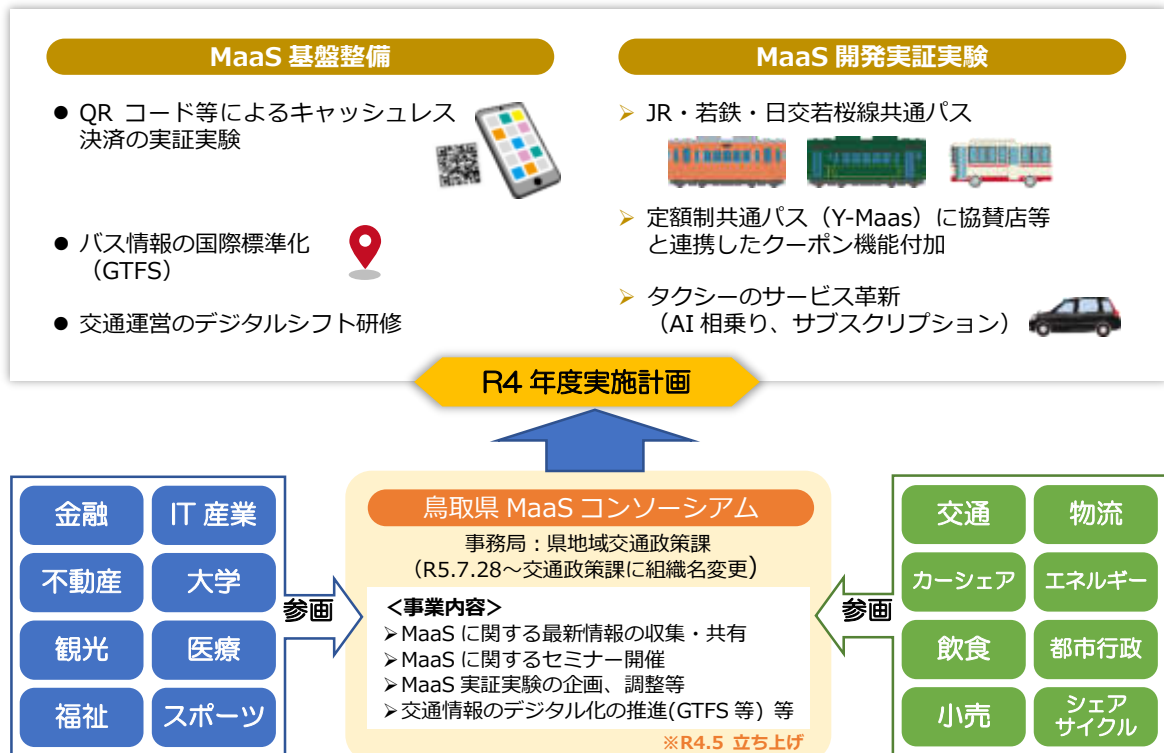 MaaS 基盤整備
● QR コード等によるキャッシュレス
決済の実証実験
● バス情報の国際標準化
（GTFS）
● 交通運営のデジタルシフト研修
MaaS 開発実証実験
➢ JR・若鉄・日交若桜線共通パス
➢ 定額制共通パス（Y-Maas）に協賛店等
と連携したクーポン機能付加
➢ タクシーのサービス革新
（AI 相乗り、サブスクリプション）
R4 年度実施計画
金融
IT 産業
不動産
大学
観光
医療
福祉
スポーツ
参画
鳥取県 MaaS コンソーシアム
事務局：県地域交通政策課
（R5.7.28～交通政策課に組織名変更）
＜事業内容＞
➢MaaS に関する最新情報の収集・共有
➢MaaS に関するセミナー開催
➢MaaS 実証実験の企画、調整等
➢交通情報のデジタル化の推進(GTFS 等) 等
※R4.5 立ち上げ
参画
交通
物流
カーシェア
エネルギー
飲食
都市行政
小売
シェア
サイクル